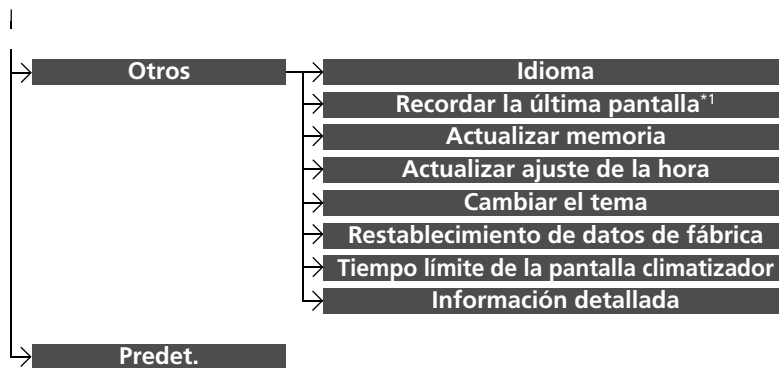 Otros
Idioma
Recordar la última pantalla*1
Actualizar memoria
Actualizar ajuste de la hora
Cambiar el tema
Restablecimiento de datos de fábrica
Tiempo límite de la pantalla climatizador
Información detallada
Predet.